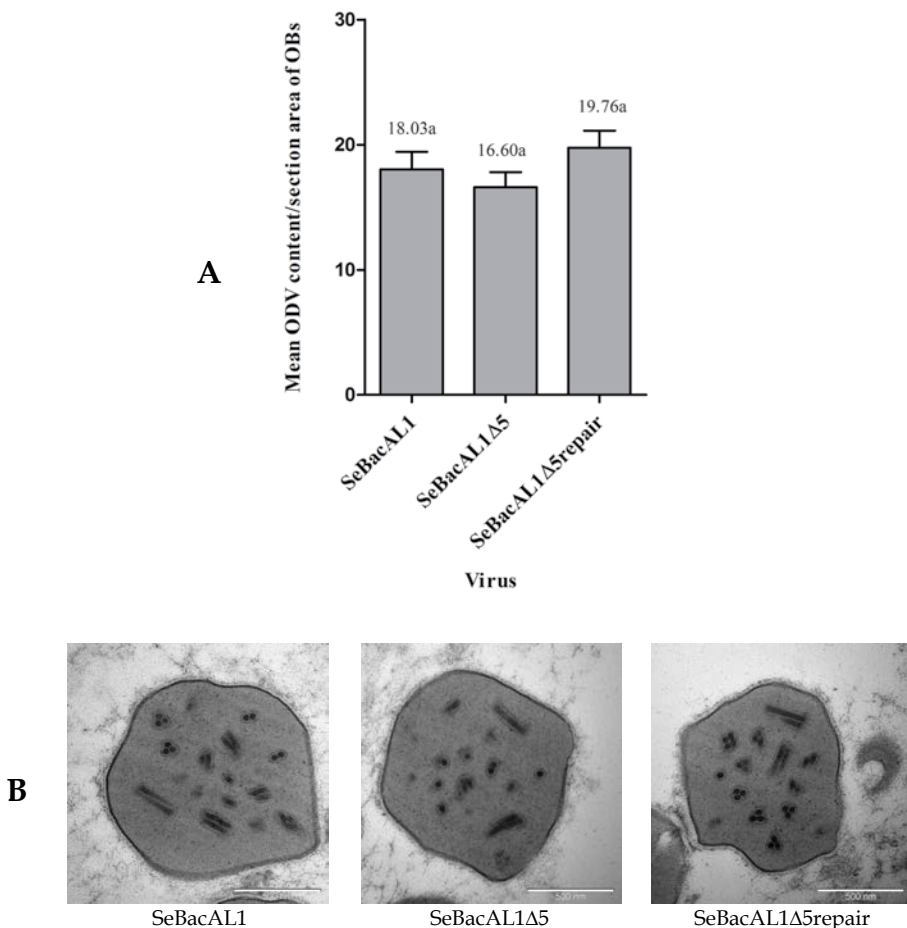 A
Mean ODV content/section area of OBs
30
20
10
0
18.03a
16.60a
19.76a
SeBacAL1
SeBacAL1Δ5
SeBacAL1Δ5repair
Virus
B
500 nm
500 nm
SeBacAL1
SeBacAL1Δ5
SeBacAL1Δ5repair